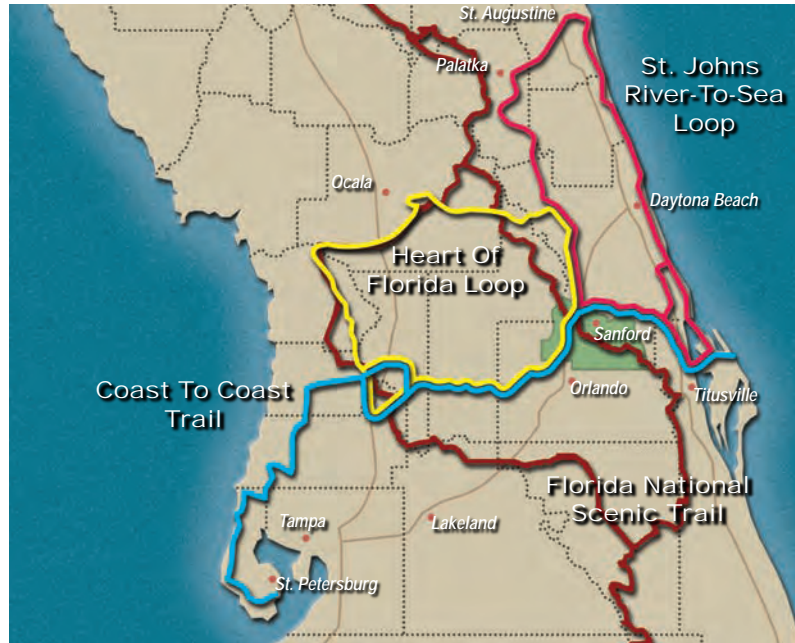 St. Augustine
Palatka
St. Johns
River-To-Sea
Loop
Ocala
Daytona Beach
Heart Of
Florida Loop
Sanford
Coast To Coast
Trail
Orlando
Titusville
Florida National
Scenic Trail
Tampa
Lakeland
St. Petersburg